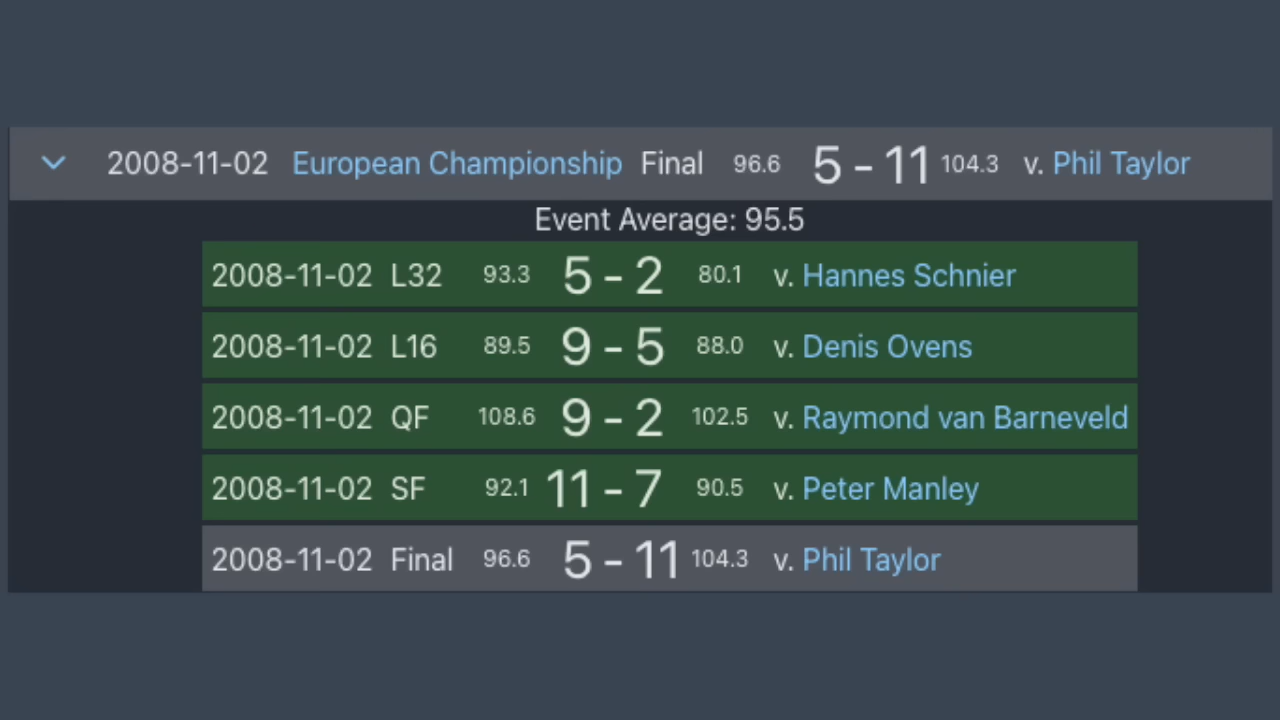 2008-11-02 European Championship Final 96.6 5 - 11 104.3 v. Phil Taylor
Event Average: 95.5
2008-11-02 L32 93.3 5 - 2 80.1 v. Hannes Schnier
2008-11-02 L16 89.5 9 - 5 88.0 v. Denis Ovens
2008-11-02 QF 108.6 9 - 2 102.5 v. Raymond van Barneveld
2008-11-02 SF 92.1 11 - 7 90.5 v. Peter Manley
2008-11-02 Final 96.6 5 - 11 104.3 v. Phil Taylor